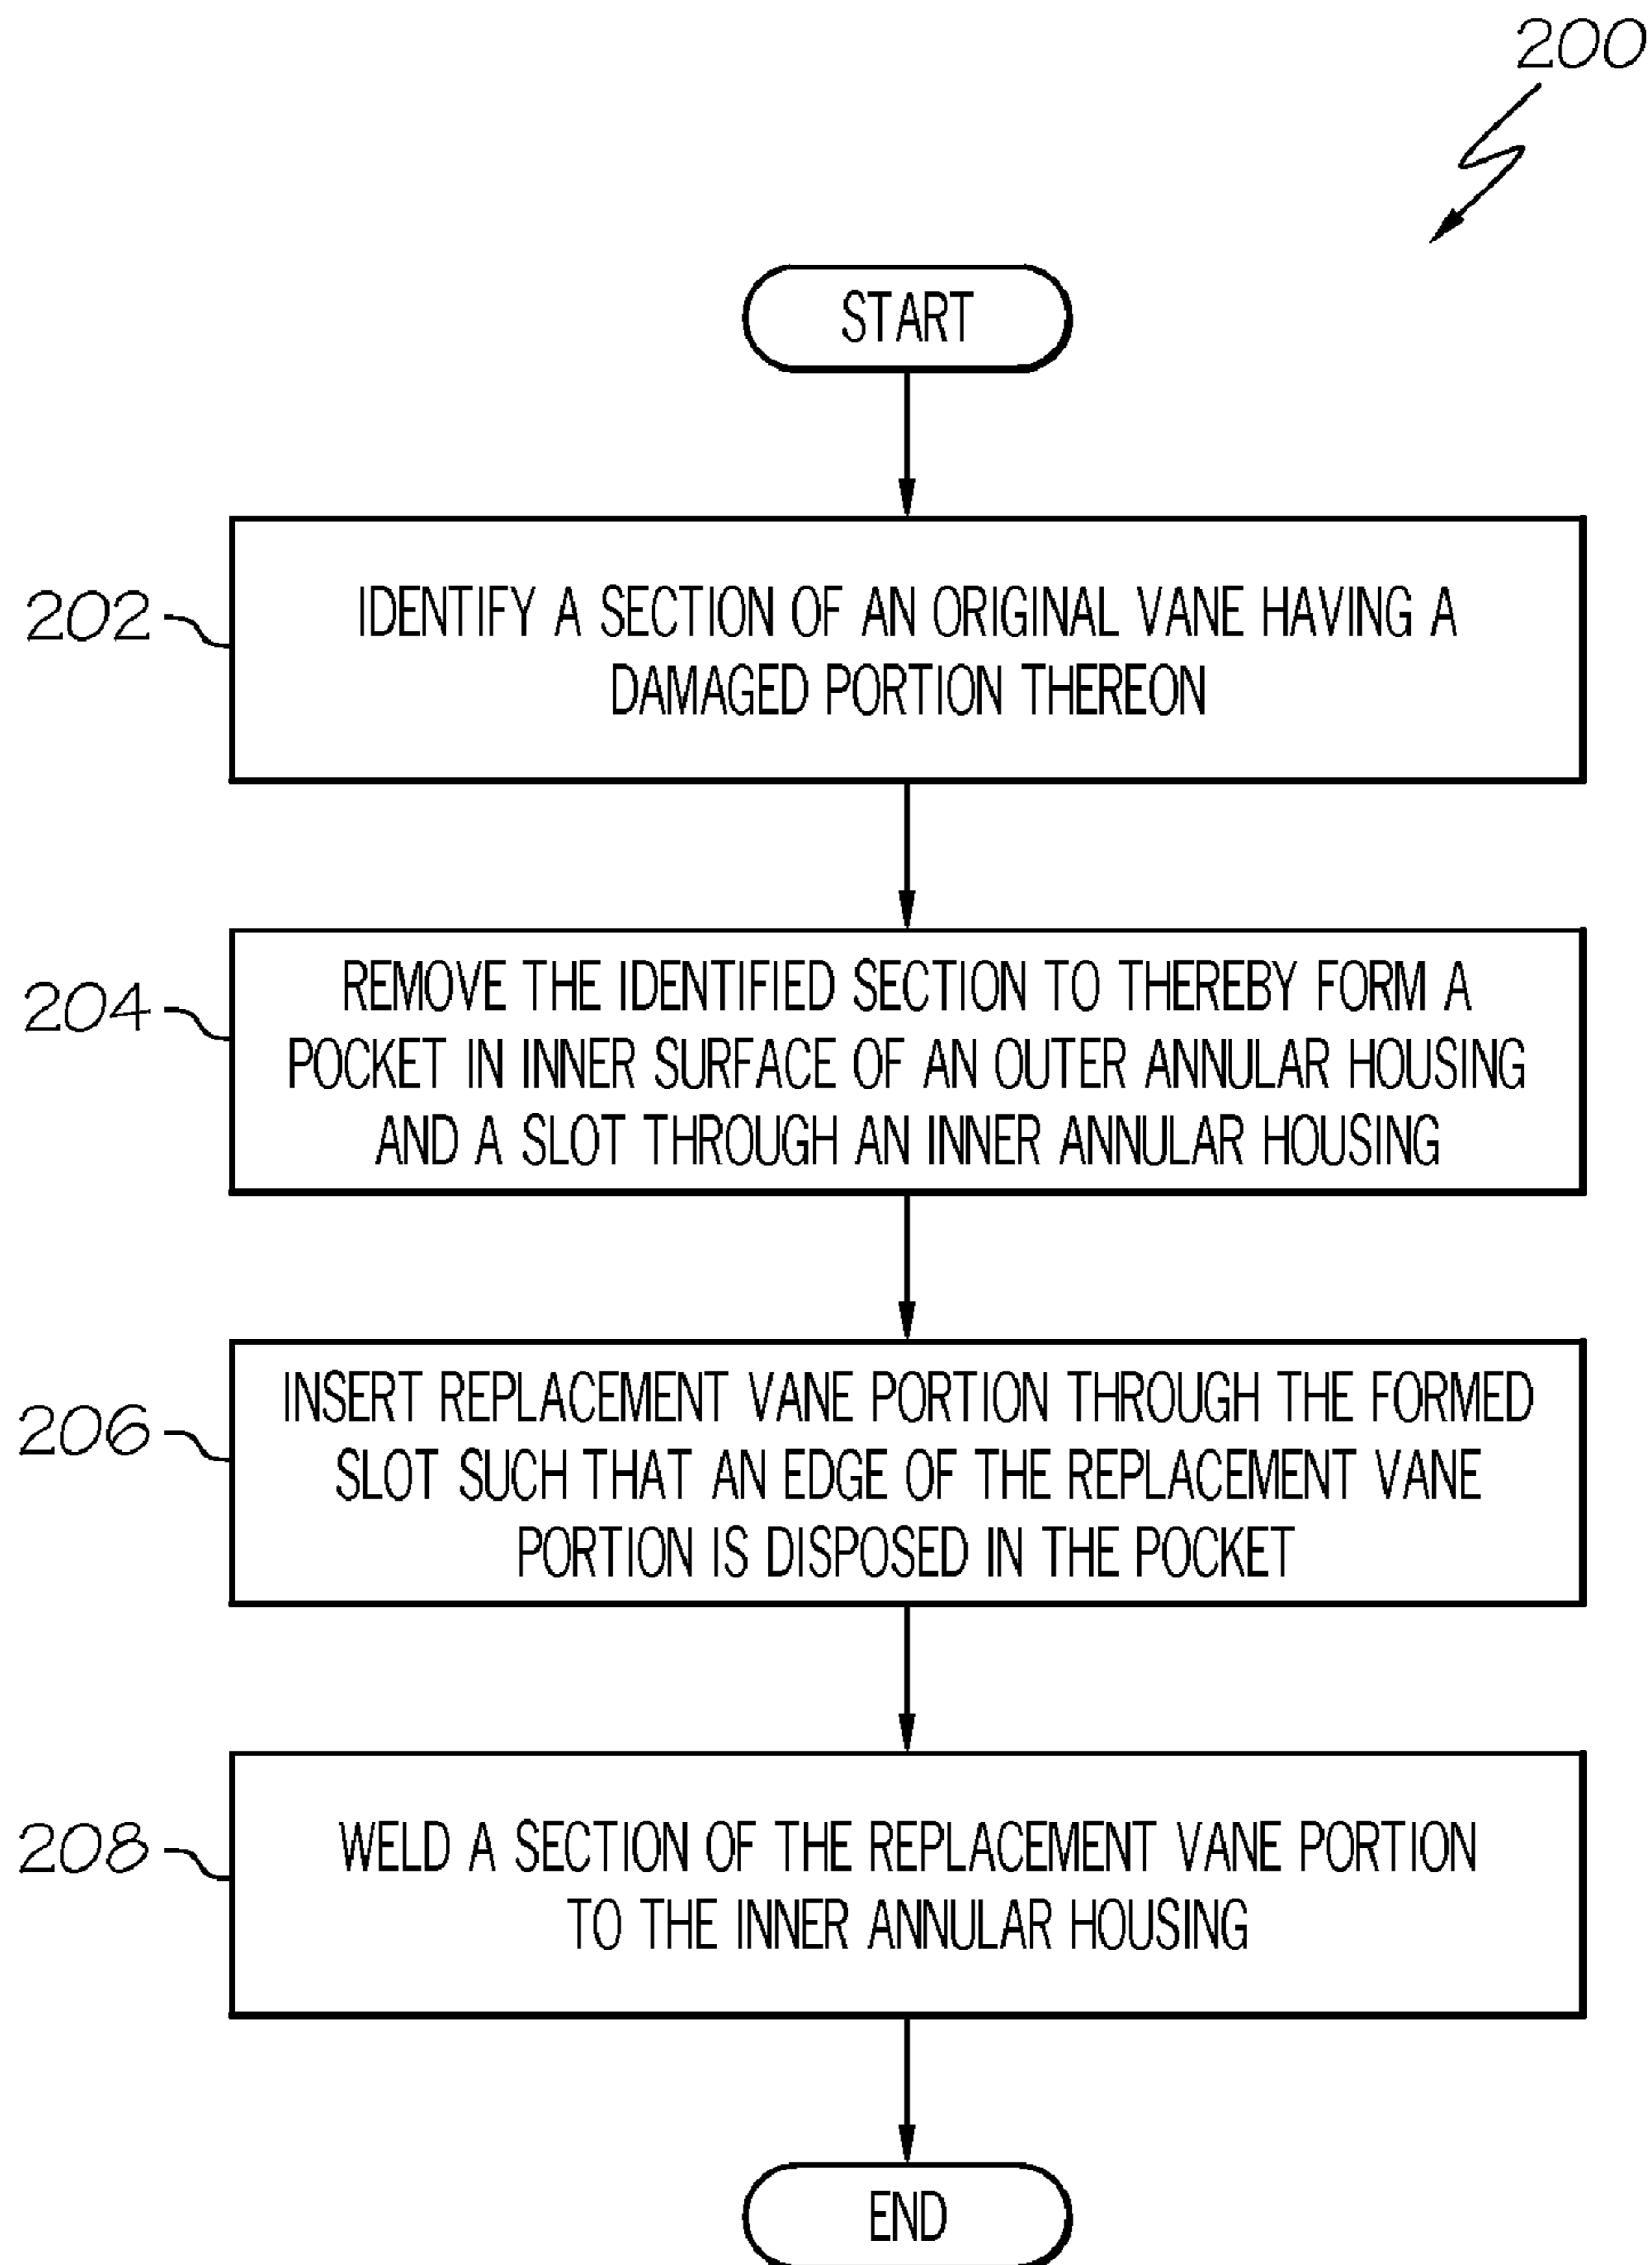 200
START
202
IDENTIFY A SECTION OF AN ORIGINAL VANE HAVING A
DAMAGED PORTION THEREON
204
REMOVE THE IDENTIFIED SECTION TO THEREBY FORM A
POCKET IN INNER SURFACE OF AN OUTER ANNULAR HOUSING
AND A SLOT THROUGH AN INNER ANNULAR HOUSING
206
INSERT REPLACEMENT VANE PORTION THROUGH THE FORMED
SLOT SUCH THAT AN EDGE OF THE REPLACEMENT VANE
PORTION IS DISPOSED IN THE POCKET
208
WELD A SECTION OF THE REPLACEMENT VANE PORTION
TO THE INNER ANNULAR HOUSING
END